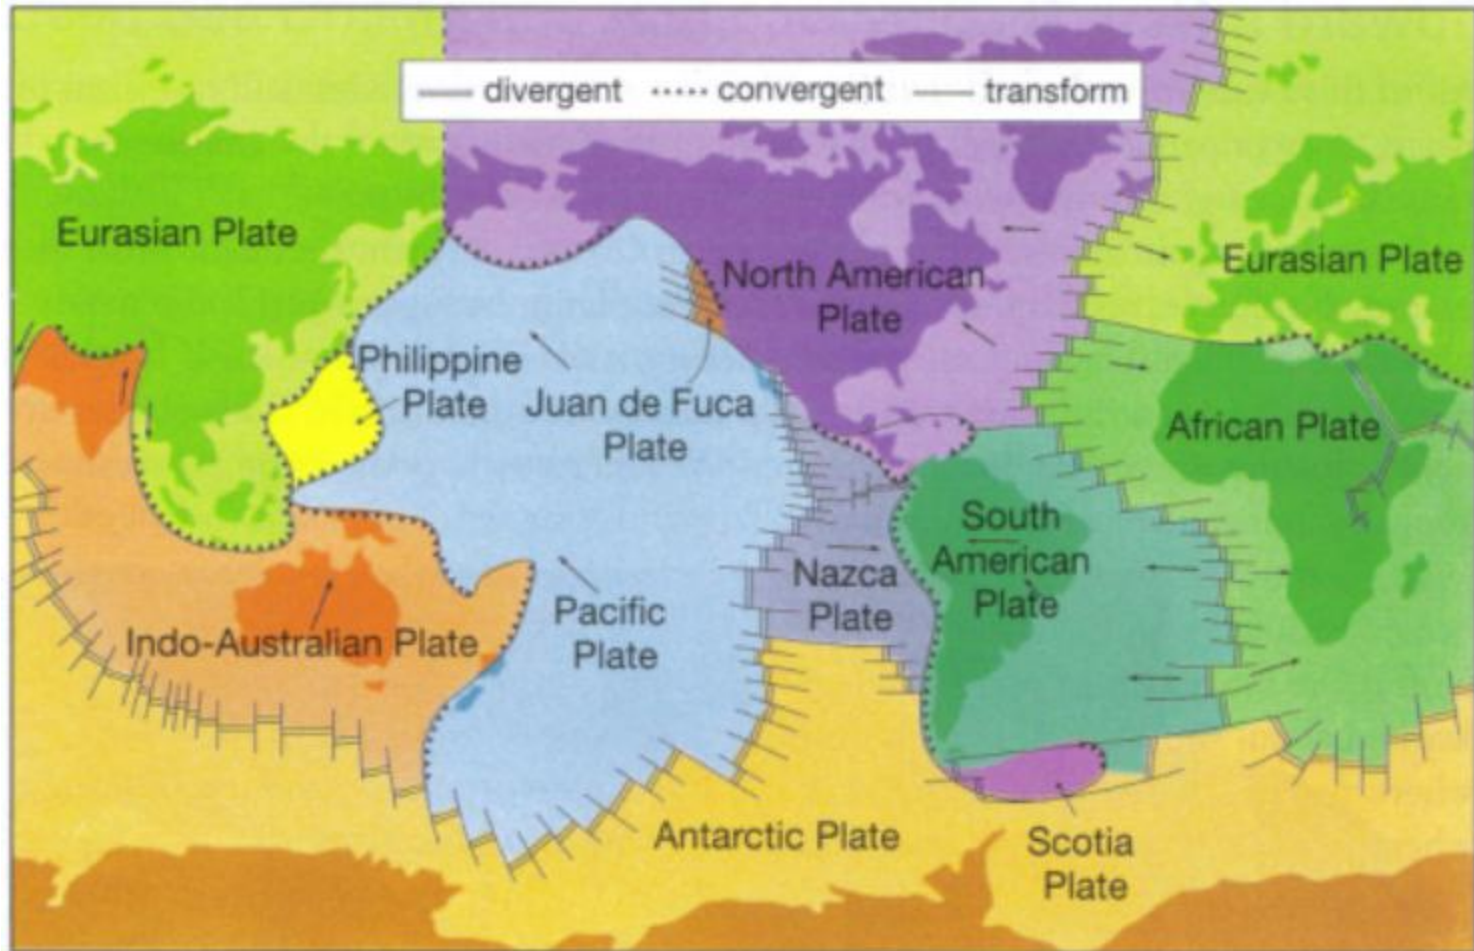 divergent convergent transform
Eurasian Plate
North American
Plate
Eurasian Plate
Philippine
Plate
Juan de Fuca
Plate
African Plate
South
American
Plate
Nazca
Plate
Indo-Australian Plate
Pacific
Plate
Antarctic Plate
Scotia
Plate